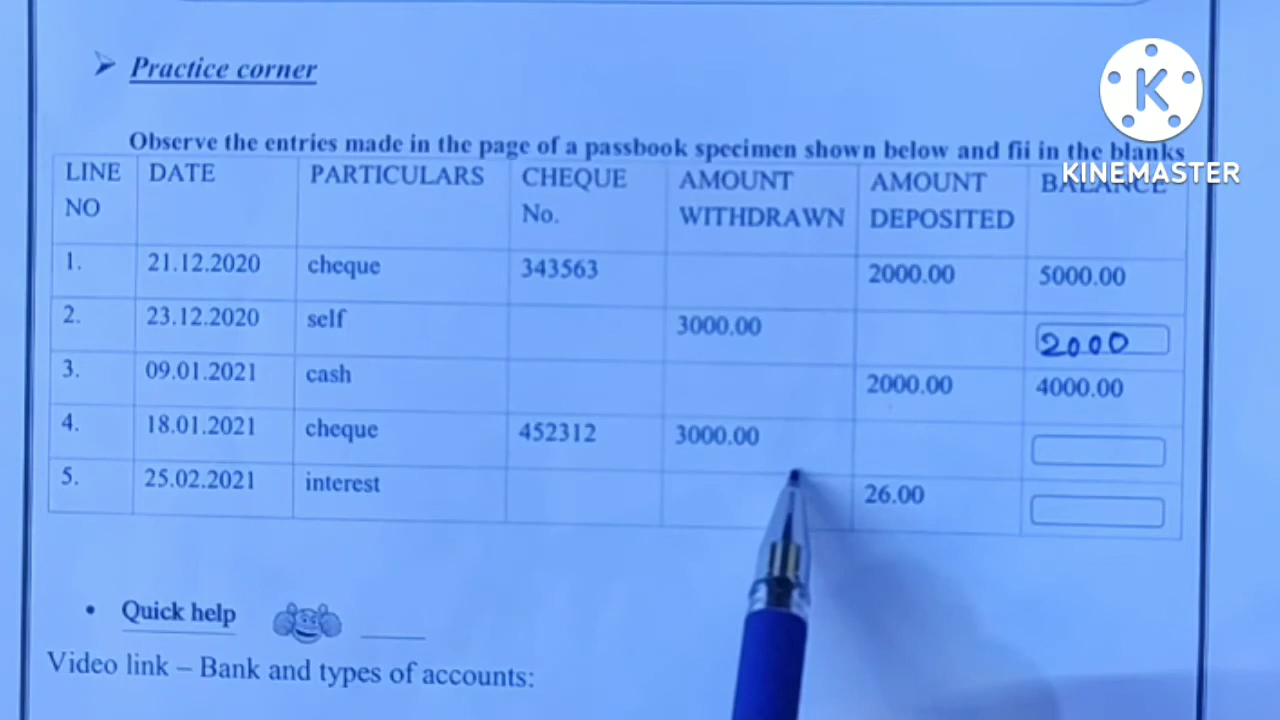 Practice corner
Observe the entries made in the page of a passbook specimen shown below and fii in the blanks
K
KINEMASTER
LINE NO DATE PARTICULARS CHEQUE No. AMOUNT WITHDRAWN AMOUNT DEPOSITED BALANCE
1. 21.12.2020 cheque 343563 2000.00 5000.00
2. 23.12.2020 self 3000.00 2000
3. 09.01.2021 cash 2000.00 4000.00
4. 18.01.2021 cheque 452312 3000.00
5. 25.02.2021 interest 26.00
• Quick help
Video link – Bank and types of accounts: